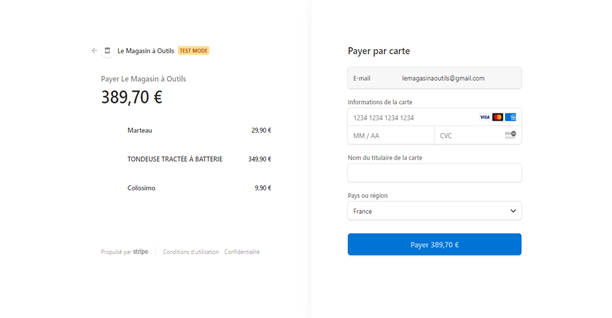 Le Magasin à Outils TEST MODE
Payer Le Magasin à Outils
389,70 €
Marteau 29,90 €
TONDEUSE TRACTÉE À BATTERIE 349,90 €
Colissimo 9,90 €
Propulsé par stripe Conditions d'utilisation Confidentialité
Payer par carte
E-mail lemagasinaoutils@gmail.com
Informations de la carte
1234 1234 1234 1234 VISA
MM / AA CVC
Nom du titulaire de la carte
Pays ou région
France
Payer 389,70 €